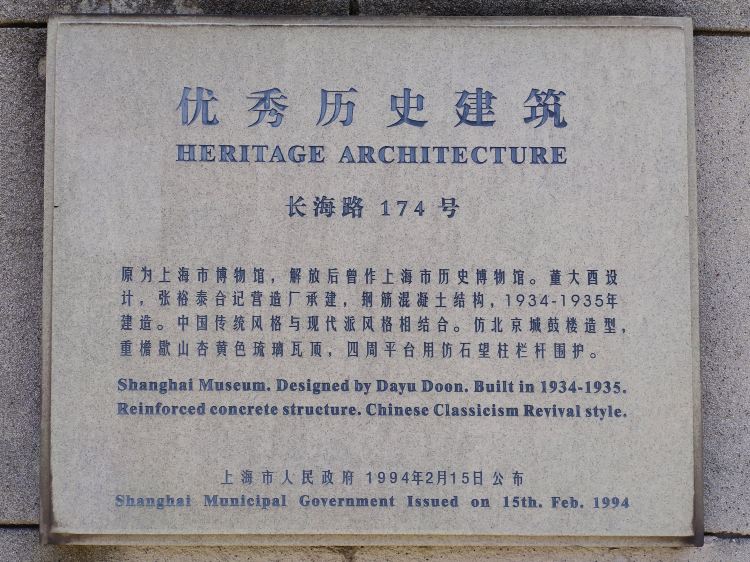 优秀历史建筑
HERITAGE ARCHITECTURE
长海路 174 号
原为上海市博物馆，解放后曾作上海市历史博物馆。董大酉设
计，张裕泰合记营造厂承建，钢筋混凝土结构，1934-1935年
建造。中国传统风格与现代派风格相结合。仿北京城鼓楼造型，
重檐歇山杏黄色琉璃瓦顶，四周平台用仿石望柱栏杆围护。
Shanghai Museum. Designed by Dayu Doon. Built in 1934-1935.
Reinforced concrete structure. Chinese Classicism Revival style.
上海市人民政府 1994年2月15日公布
Shanghai Municipal Government Issued on 15th. Feb. 1994